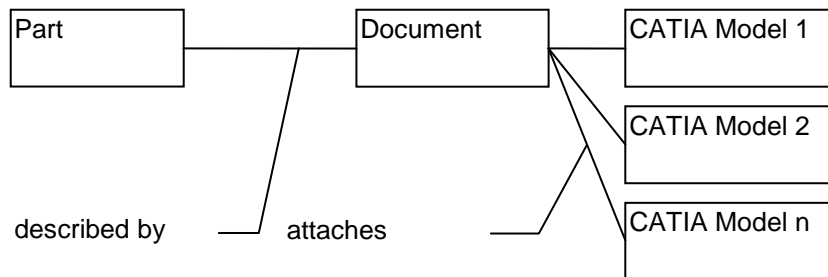 Part
Document
CATIA Model 1
CATIA Model 2
CATIA Model n
described by
attaches